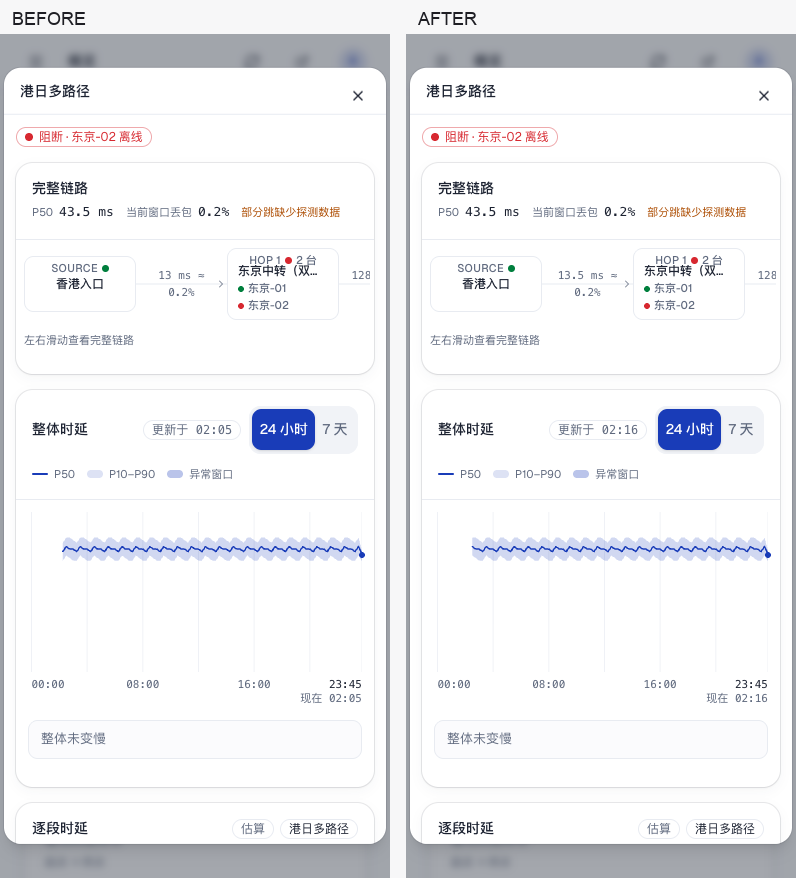 BEFORE
港日多路径
×
阻断 · 东京-02 离线
完整链路
P50 43.5 ms 当前窗口丢包 0.2% 部分跳缺少探测数据
SOURCE
香港入口
13 ms ≈
0.2%
HOP 1 2 台
东京中转（双…
东京-01
东京-02
128
左右滑动查看完整链路
整体时延
更新于 02:05
24 小时
7 天
P50
P10–P90
异常窗口
00:00 08:00 16:00 23:45
现在 02:05
整体未变慢
逐段时延
估算
港日多路径
AFTER
港日多路径
×
阻断 · 东京-02 离线
完整链路
P50 43.5 ms 当前窗口丢包 0.2% 部分跳缺少探测数据
SOURCE
香港入口
13.5 ms ≈
0.2%
HOP 1 2 台
东京中转（双…
东京-01
东京-02
128
左右滑动查看完整链路
整体时延
更新于 02:16
24 小时
7 天
P50
P10–P90
异常窗口
00:00 08:00 16:00 23:45
现在 02:16
整体未变慢
逐段时延
估算
港日多路径